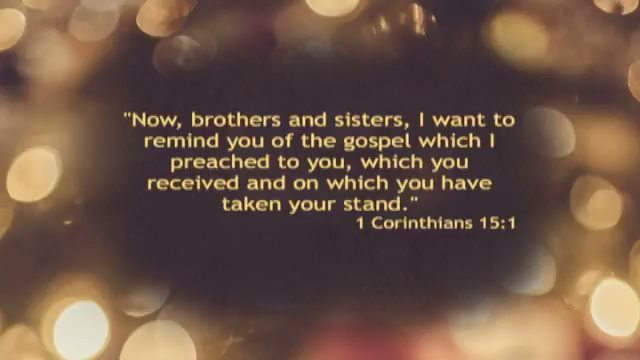 "Now, brothers and sisters, I want to
remind you of the gospel which I
preached to you, which you
received and on which you have
taken your stand."
1 Corinthians 15:1